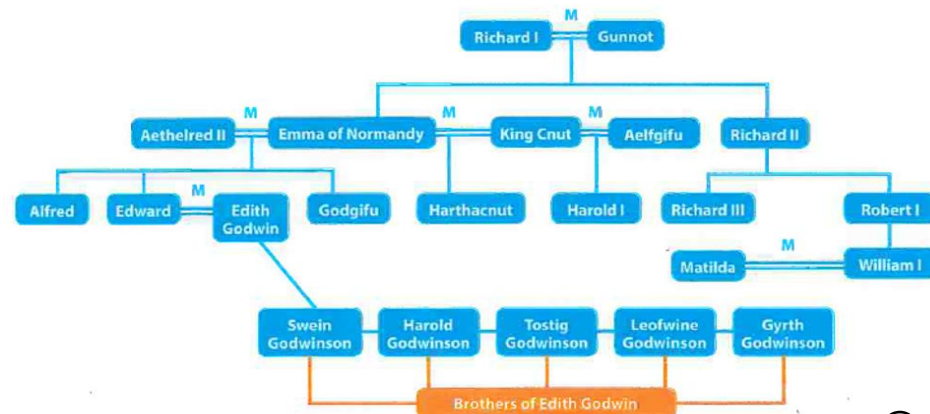 M
Richard I
Gunnot
M
M
M
Aethelred II
Emma of Normandy
King Cnut
Aelfgifu
Richard II
M
Alfred
Edward
Edith
Godwin
Godgifu
Harthacnut
Harold I
Richard III
Robert I
M
Matilda
William I
Swein
Godwinson
Harold
Godwinson
Tostig
Godwinson
Leofwine
Godwinson
Gyrth
Godwinson
Brothers of Edith Godwin